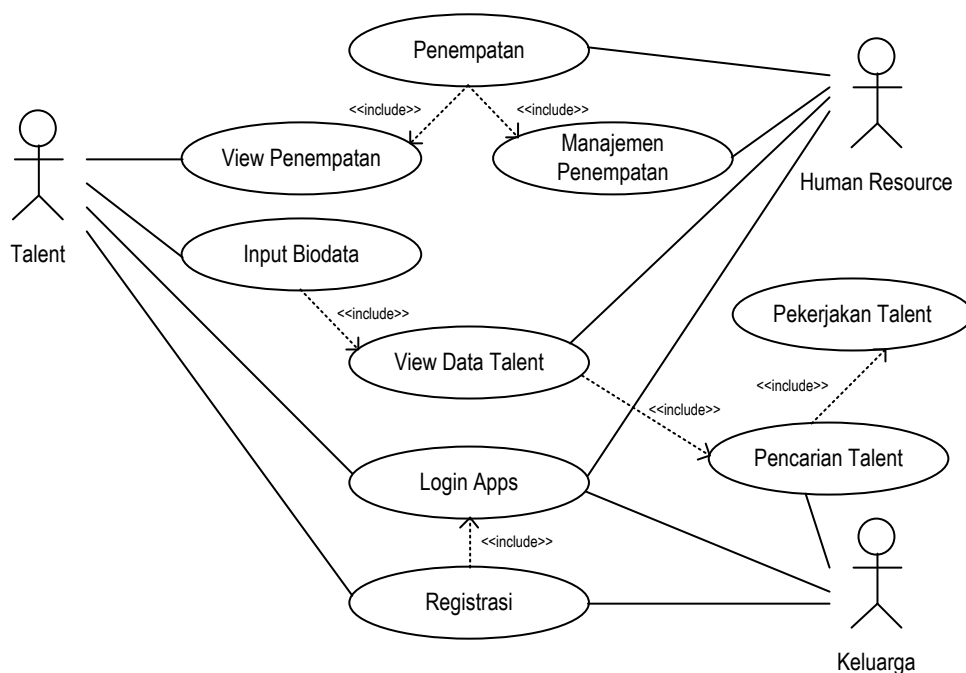 Penempatan
<<include>>
<<include>>
View Penempatan
Manajemen
Penempatan
Human Resource
Talent
Input Biodata
<<include>>
Pekerjakan Talent
View Data Talent
<<include>>
<<include>>
Pencarian Talent
Login Apps
<<include>>
Registrasi
Keluarga